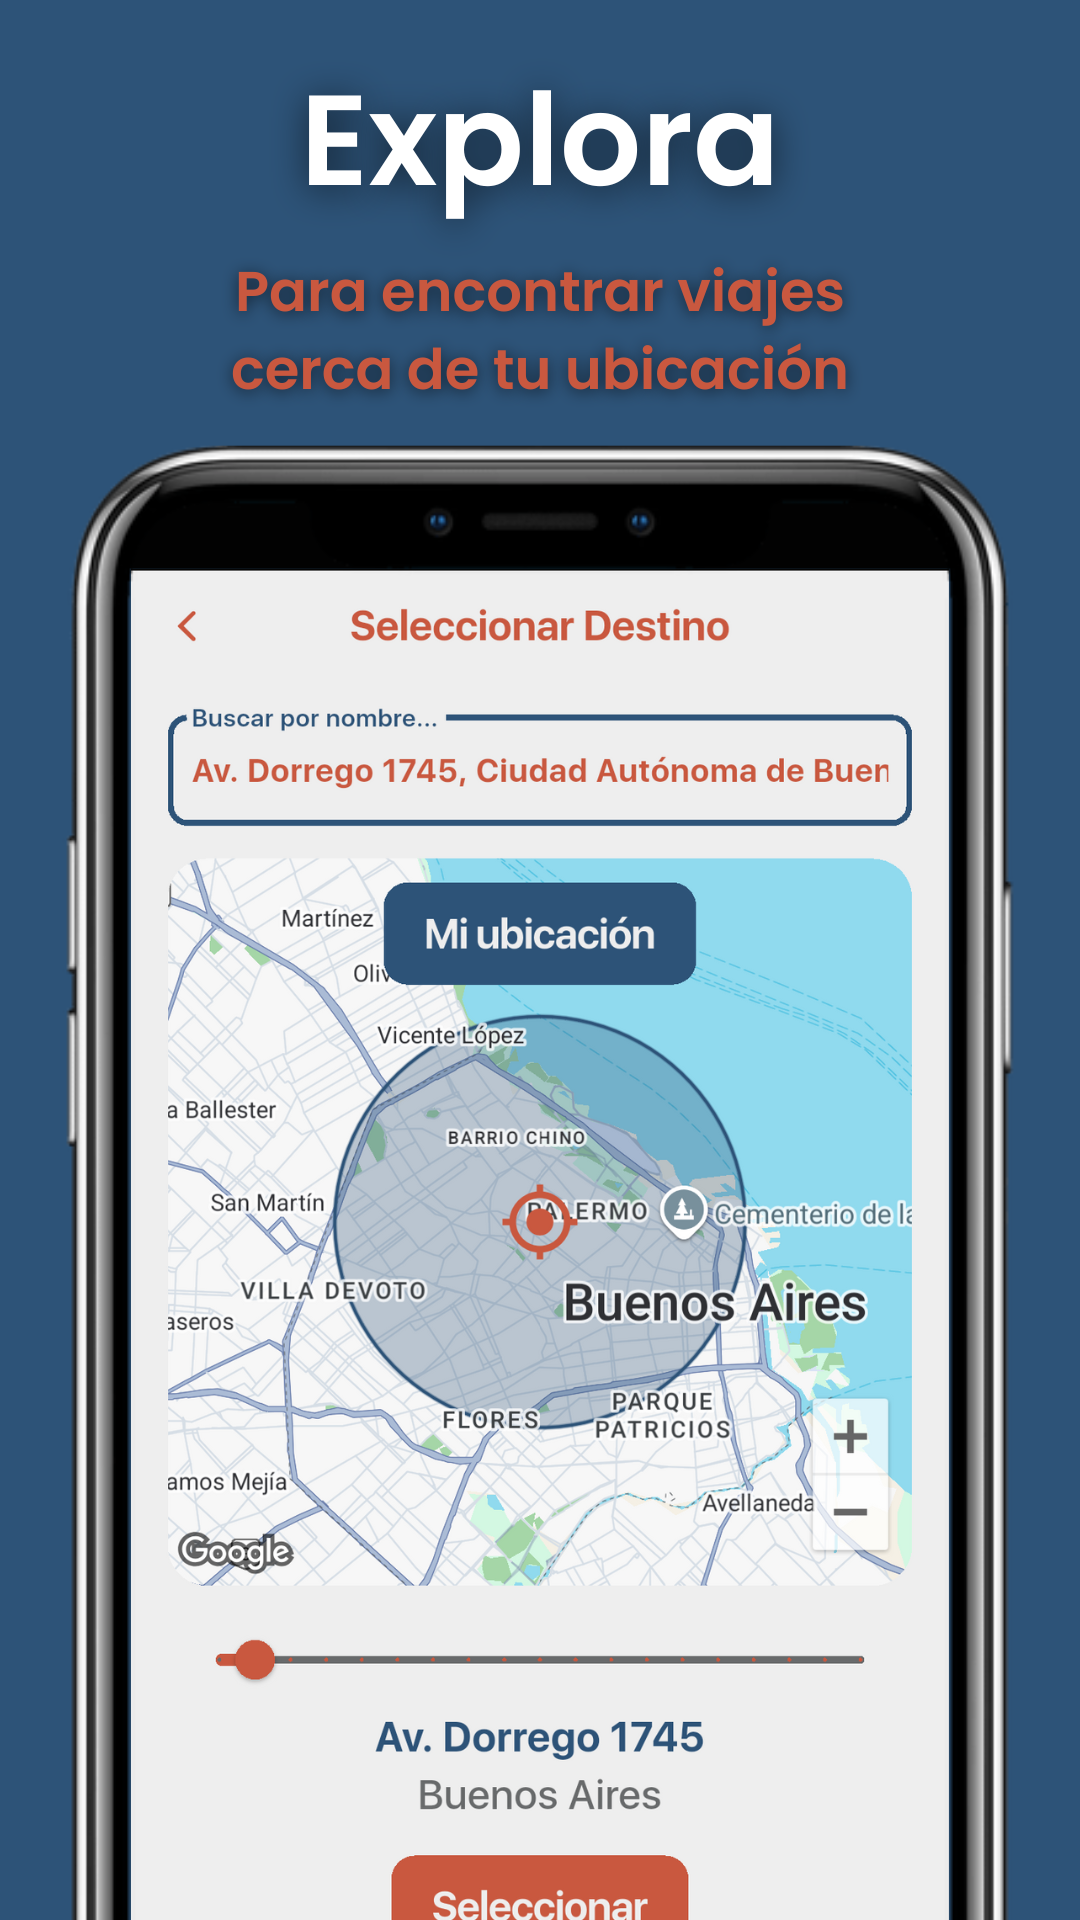 Explora
Para encontrar viajes
cerca de tu ubicación
Seleccionar Destino
Buscar por nombre...
Av. Dorrego 1745, Ciudad Autónoma de Buen
Martínez
Mi ubicación
Oliv
Vicente López
a Ballester
BARRIO CHINO
San Martín
PALERMO
Cementerio de la
VILLA DEVOTO
Buenos Aires
aseros
PARQUE
PATRICIOS
FLORES
+
amos Mejía
Avellaneda
−
Google
Av. Dorrego 1745
Buenos Aires
Seleccionar